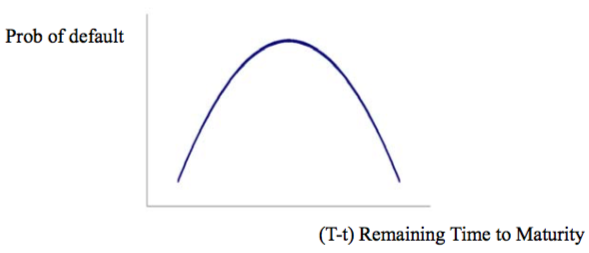 Prob of default
(T-t) Remaining Time to Maturity